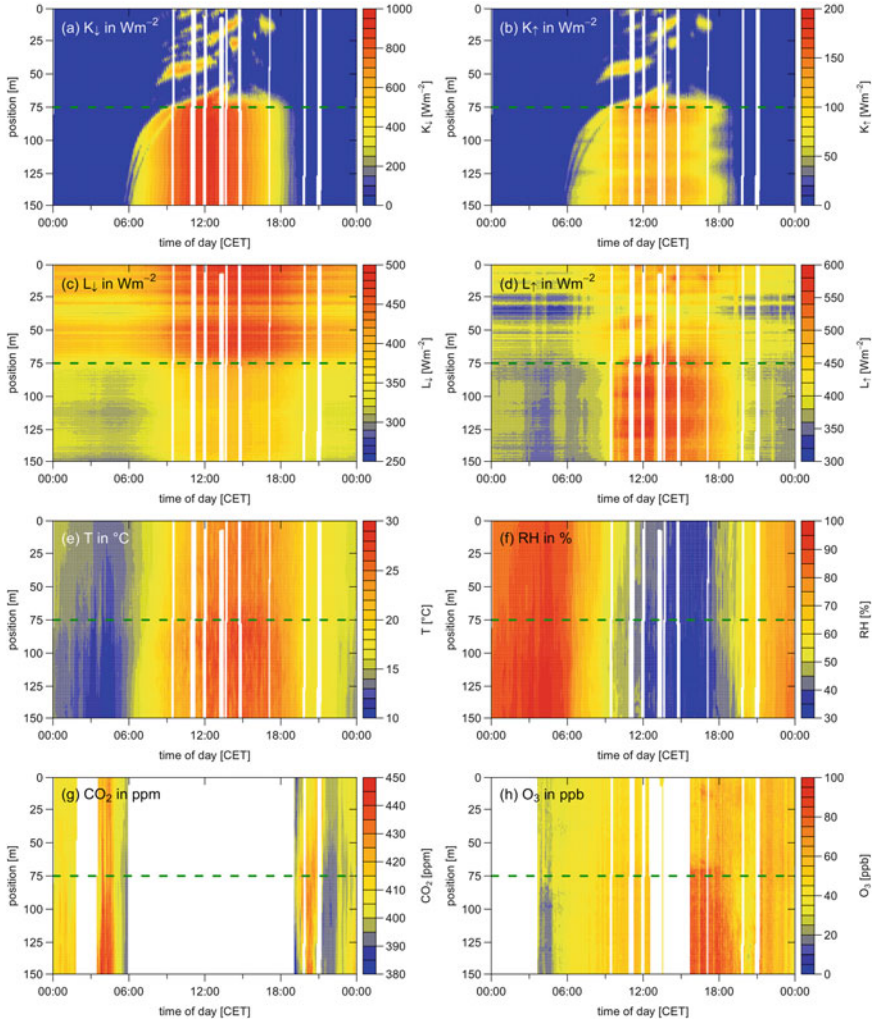 (a) K↓ in Wm−2
0
25
50
75
100
125
150
position [m]
00:00 06:00 12:00 18:00 00:00
time of day [CET]
1000
800
600
400
200
0
K↓ [Wm−2]
(b) K↑ in Wm−2
0
25
50
75
100
125
150
position [m]
00:00 06:00 12:00 18:00 00:00
time of day [CET]
200
150
100
50
0
K↑ [Wm−2]
(c) L↓ in Wm−2
0
25
50
75
100
125
150
position [m]
00:00 06:00 12:00 18:00 00:00
time of day [CET]
500
450
400
350
300
250
L↓ [Wm−2]
(d) L↑ in Wm−2
0
25
50
75
100
125
150
position [m]
00:00 06:00 12:00 18:00 00:00
time of day [CET]
600
550
500
450
400
350
300
L↑ [Wm−2]
(e) T in °C
0
25
50
75
100
125
150
position [m]
00:00 06:00 12:00 18:00 00:00
time of day [CET]
30
25
20
15
10
T [°C]
(f) RH in %
0
25
50
75
100
125
150
position [m]
00:00 06:00 12:00 18:00 00:00
time of day [CET]
100
90
80
70
60
50
40
30
RH [%]
(g) CO2 in ppm
0
25
50
75
100
125
150
position [m]
00:00 06:00 12:00 18:00 00:00
time of day [CET]
450
440
430
420
410
400
390
380
CO2 [ppm]
(h) O3 in ppb
0
25
50
75
100
125
150
position [m]
00:00 06:00 12:00 18:00 00:00
time of day [CET]
100
80
60
40
20
0
O3 [ppb]